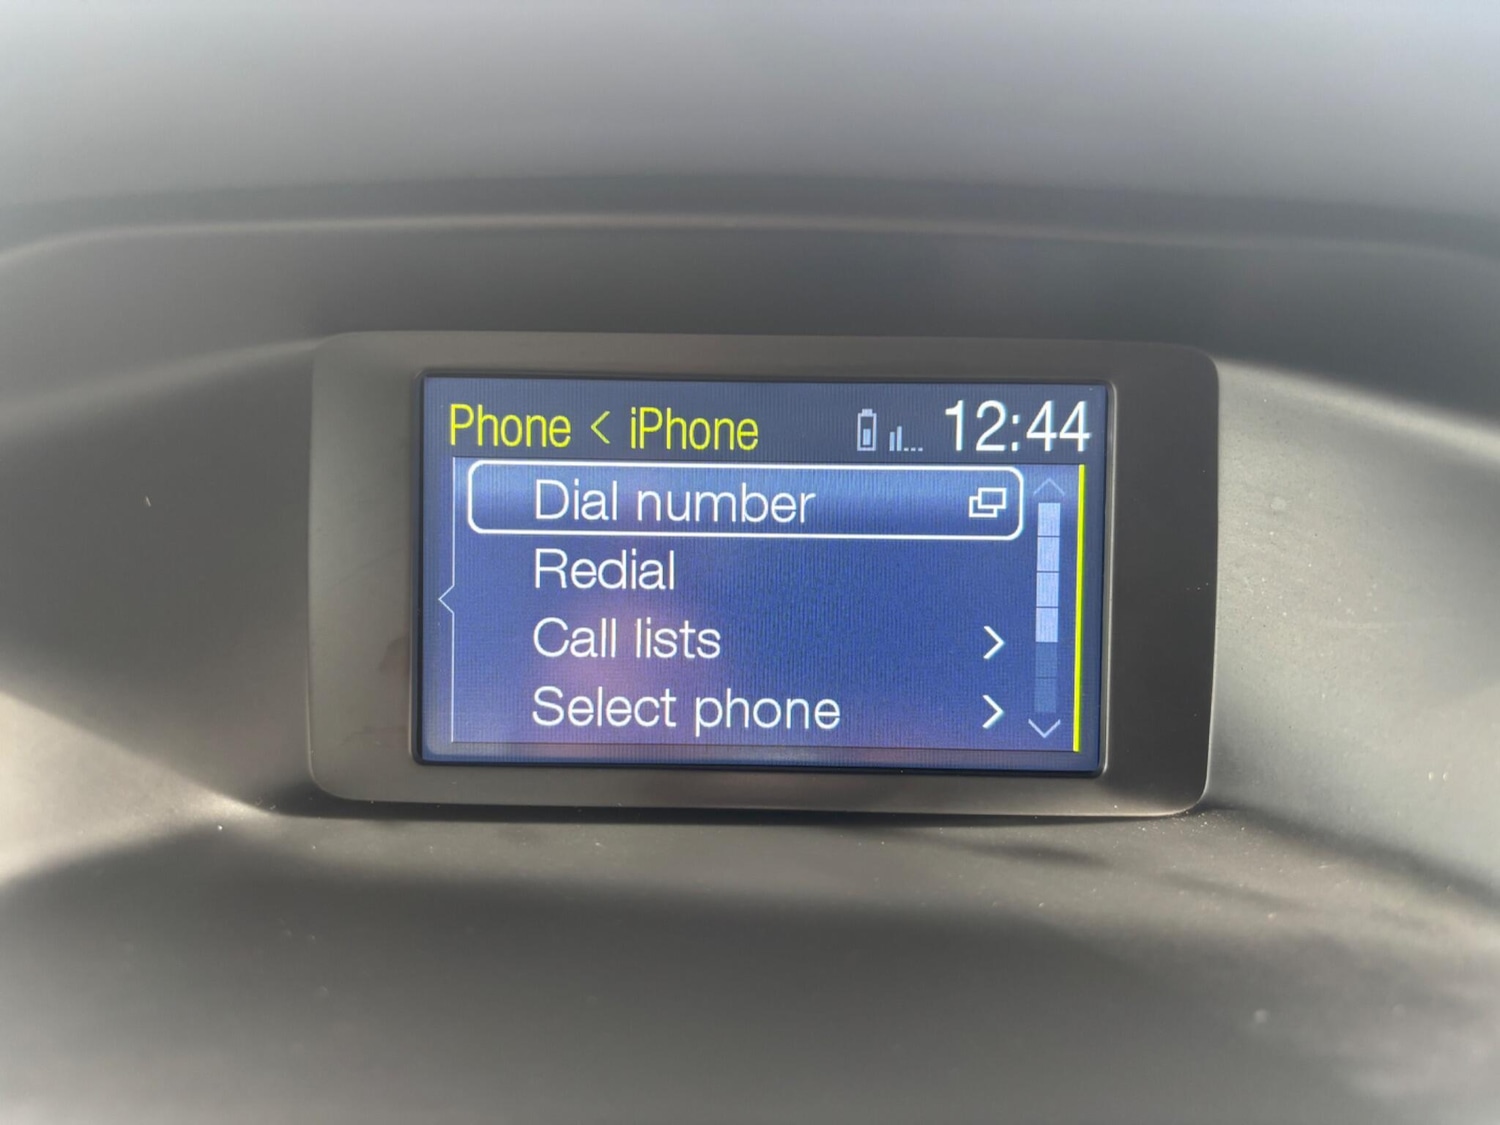 Phone < iPhone 12:44
Dial number
Redial
Call lists
Select phone